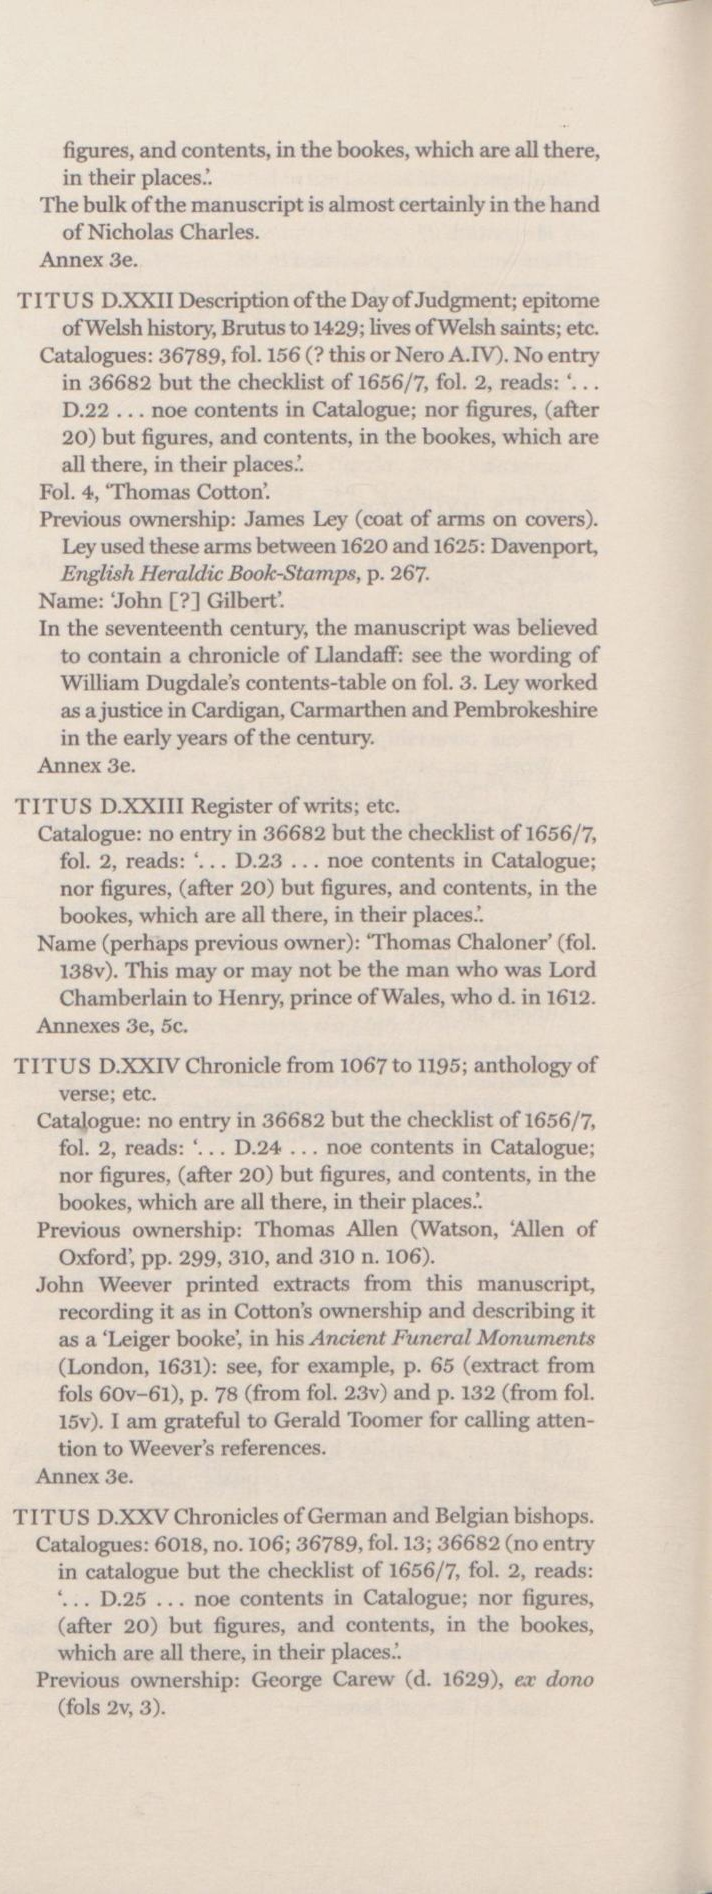 figures, and contents, in the bookes, which are all there,
in their places.'.
The bulk of the manuscript is almost certainly in the hand
of Nicholas Charles.
Annex 3e.
TITUS D.XXII Description of the Day of Judgment; epitome
of Welsh history, Brutus to 1429; lives of Welsh saints; etc.
Catalogues: 36789, fol. 156 (? this or Nero A.IV). No entry
in 36682 but the checklist of 1656/7, fol. 2, reads: '...
D.22 ... noe contents in Catalogue; nor figures, (after
20) but figures, and contents, in the bookes, which are
all there, in their places.'.
Fol. 4, 'Thomas Cotton'.
Previous ownership: James Ley (coat of arms on covers).
Ley used these arms between 1620 and 1625: Davenport,
English Heraldic Book-Stamps, p. 267.
Name: 'John [?] Gilbert'.
In the seventeenth century, the manuscript was believed
to contain a chronicle of Llandaff: see the wording of
William Dugdale's contents-table on fol. 3. Ley worked
as a justice in Cardigan, Carmarthen and Pembrokeshire
in the early years of the century.
Annex 3e.
TITUS D.XXIII Register of writs; etc.
Catalogue: no entry in 36682 but the checklist of 1656/7,
fol. 2, reads: '... D.23 ... noe contents in Catalogue;
nor figures, (after 20) but figures, and contents, in the
bookes, which are all there, in their places.'.
Name (perhaps previous owner): 'Thomas Chaloner' (fol.
138v). This may or may not be the man who was Lord
Chamberlain to Henry, prince of Wales, who d. in 1612.
Annexes 3e, 5c.
TITUS D.XXIV Chronicle from 1067 to 1195; anthology of
verse; etc.
Catalogue: no entry in 36682 but the checklist of 1656/7,
fol. 2, reads: '... D.24 ... noe contents in Catalogue;
nor figures, (after 20) but figures, and contents, in the
bookes, which are all there, in their places.'.
Previous ownership: Thomas Allen (Watson, 'Allen of
Oxford', pp. 299, 310, and 310 n. 106).
John Weever printed extracts from this manuscript,
recording it as in Cotton's ownership and describing it
as a 'Leiger booke', in his Ancient Funeral Monuments
(London, 1631): see, for example, p. 65 (extract from
fols 60v–61), p. 78 (from fol. 23v) and p. 132 (from fol.
15v). I am grateful to Gerald Toomer for calling atten-
tion to Weever's references.
Annex 3e.
TITUS D.XXV Chronicles of German and Belgian bishops.
Catalogues: 6018, no. 106; 36789, fol. 13; 36682 (no entry
in catalogue but the checklist of 1656/7, fol. 2, reads:
'... D.25 ... noe contents in Catalogue; nor figures,
(after 20) but figures, and contents, in the bookes,
which are all there, in their places.'.
Previous ownership: George Carew (d. 1629), ex dono
(fols 2v, 3).